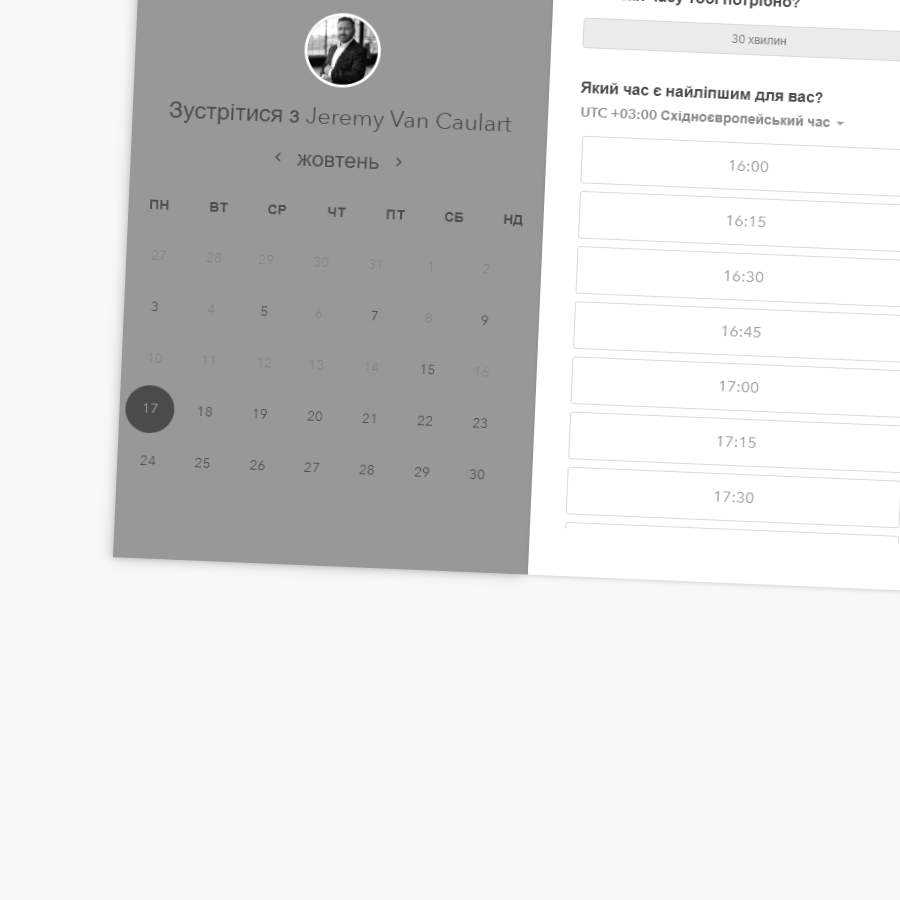 Зустрітися з Jeremy Van Caulart
жовтень
ПН ВТ СР ЧТ ПТ СБ НД
27 28 29 30 31 1 2
3 4 5 6 7 8 9
10 11 12 13 14 15 16
17 18 19 20 21 22 23
24 25 26 27 28 29 30
часу тобі потрібно?
30 хвилин
Який час є найліпшим для вас?
UTC +03:00 Східноєвропейський час
16:00
16:15
16:30
16:45
17:00
17:15
17:30